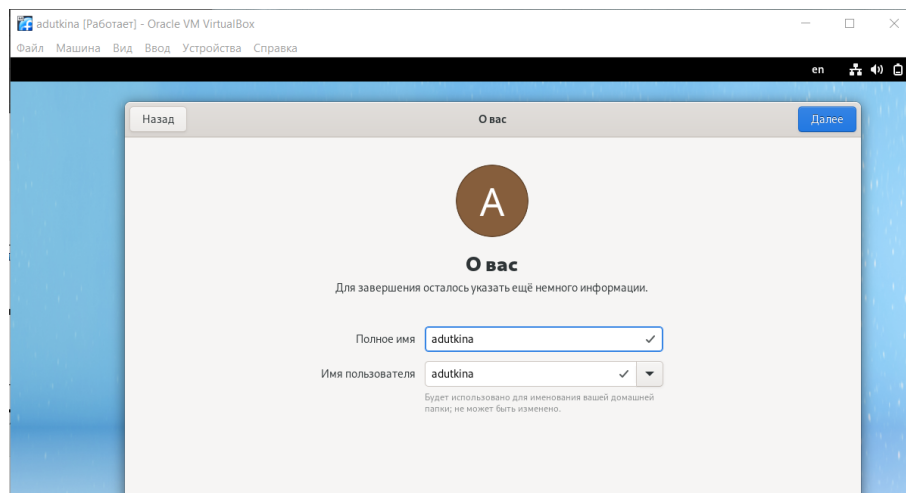 adutkina [Работает] - Oracle VM VirtualBox
Файл Машина Вид Ввод Устройства Справка
en
Назад О вас Далее
A
О вас
Для завершения осталось указать ещё немного информации.
Полное имя adutkina
Имя пользователя adutkina
Будет использовано для именования вашей домашней
папки; не может быть изменено.